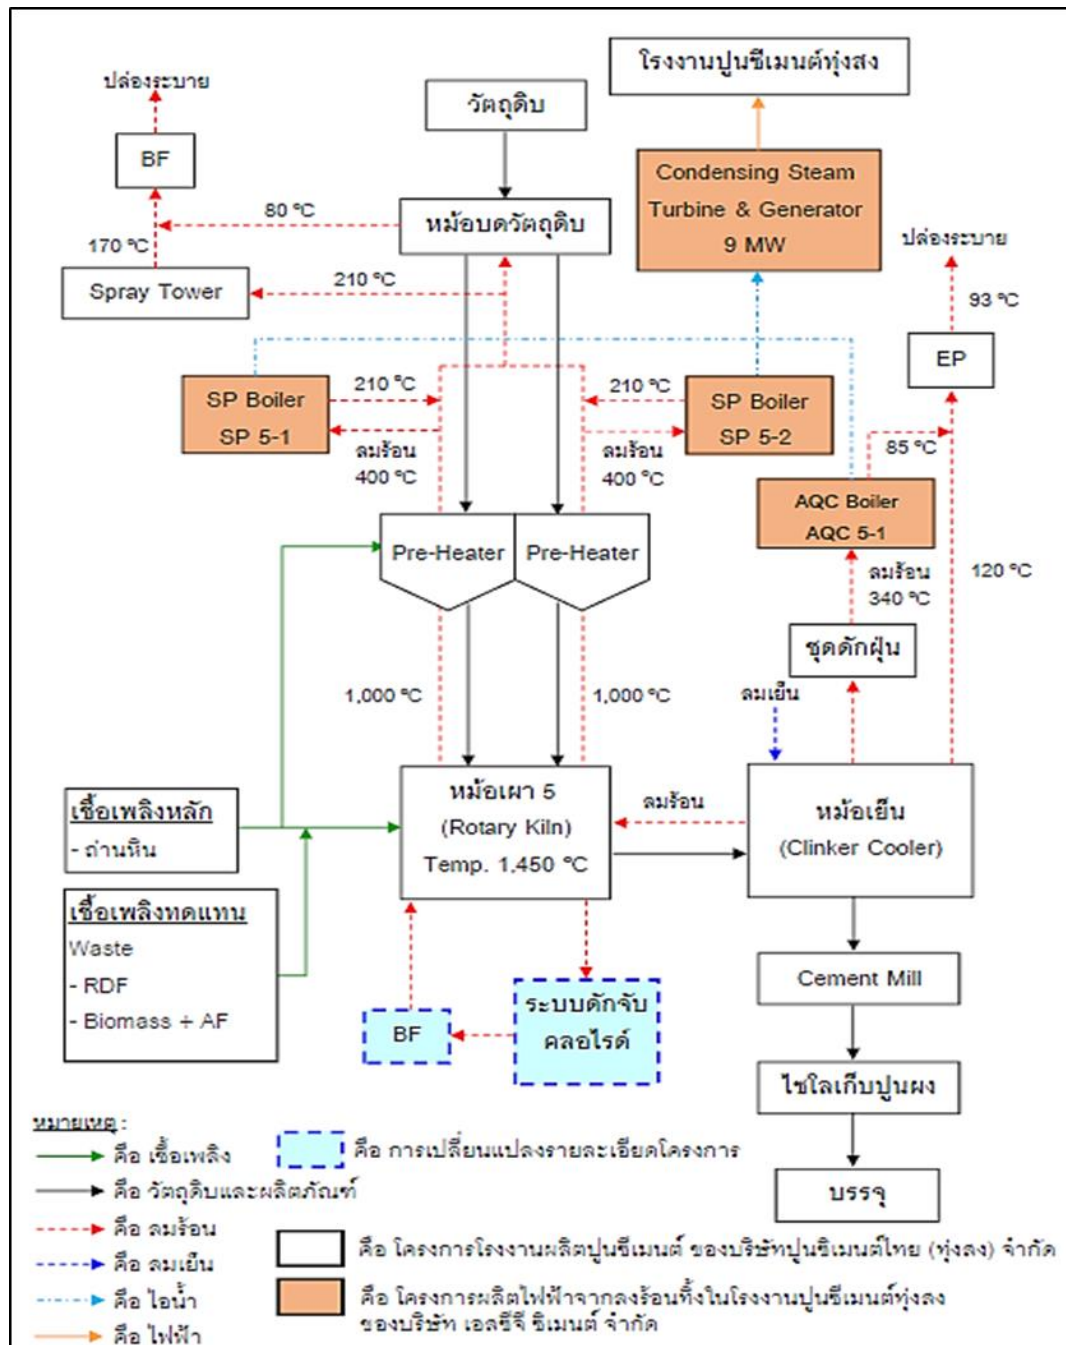 โรงงานปูนซีเมนต์ทุ่งสง
ปล่องระบาย
วัตถุดิบ
BF
Condensing Steam
Turbine & Generator
9 MW
80 ºC
หม้อบดวัตถุดิบ
170 ºC
ปล่องระบาย
Spray Tower
210 ºC
93 ºC
EP
SP Boiler
SP 5-1
210 ºC
210 ºC
SP Boiler
SP 5-2
ลมร้อน
400 ºC
ลมร้อน
400 ºC
85 ºC
AQC Boiler
AQC 5-1
Pre-Heater
Pre-Heater
ลมร้อน
340 ºC
120 ºC
ชุดดักฝุ่น
1,000 ºC
1,000 ºC
ลมเย็น
เชื้อเพลิงหลัก
- ถ่านหิน
หม้อเผา 5
(Rotary Kiln)
Temp. 1,450 ºC
ลมร้อน
หม้อเย็น
(Clinker Cooler)
เชื้อเพลิงทดแทน
Waste
- RDF
- Biomass + AF
BF
ระบบดักจับ
คลอไรด์
Cement Mill
ไซโลเก็บปูนผง
บรรจุ
หมายเหตุ :
คือ เชื้อเพลิง
คือ การเปลี่ยนแปลงรายละเอียดโครงการ
คือ วัตถุดิบและผลิตภัณฑ์
คือ ลมร้อน
คือ โครงการโรงงานผลิตปูนซีเมนต์ ของบริษัทปูนซิเมนต์ไทย (ทุ่งสง) จำกัด
คือ ลมเย็น
คือ ไอน้ำ
คือ โครงการผลิตไฟฟ้าจากลงร้อนทิ้งในโรงงานปูนซีเมนต์ทุ่งสง
ของบริษัท เอสซีจี ซิเมนต์ จำกัด
คือ ไฟฟ้า